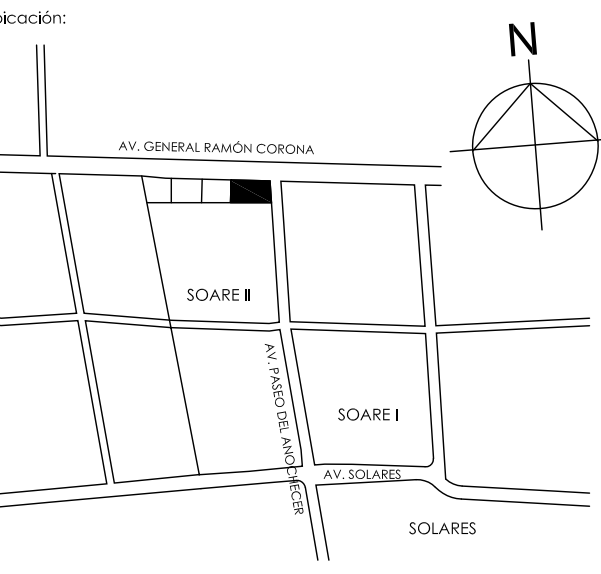 bicación:
N
AV. GENERAL RAMÓN CORONA
SOARE II
AV. PASEO DEL ANOCHECER
SOARE I
AV. SOLARES
SOLARES